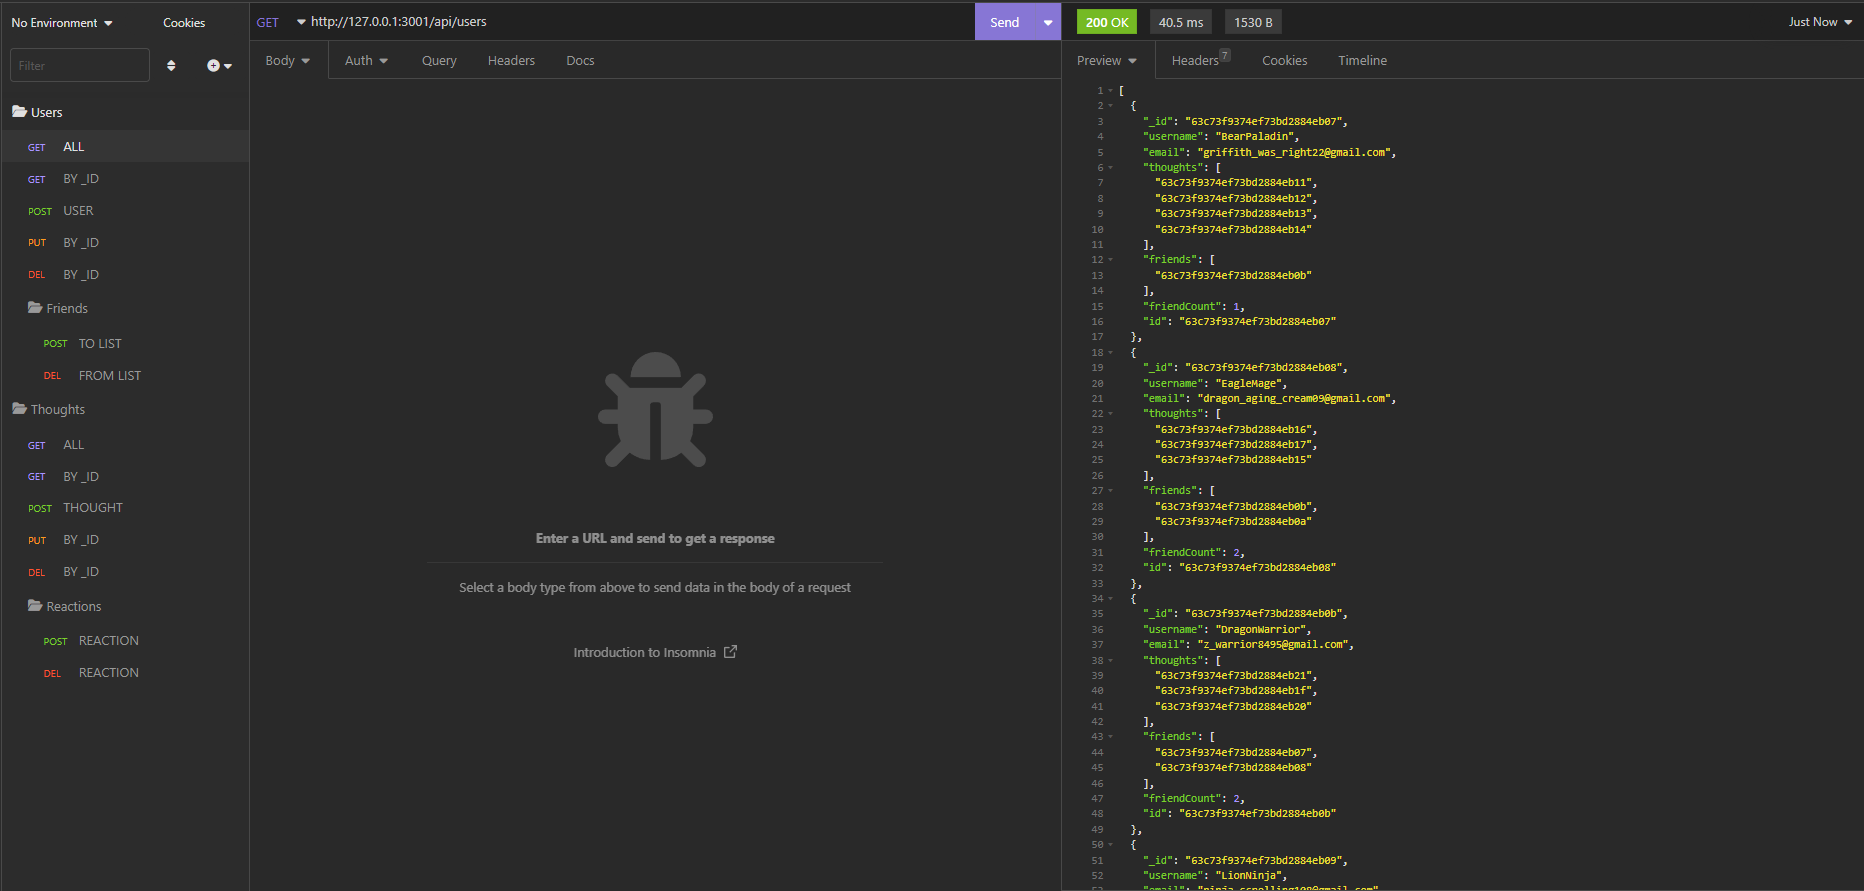 No Environment
Cookies
Filter
Users
GET ALL
GET BY _ID
POST USER
PUT BY _ID
DEL BY _ID
Friends
POST TO LIST
DEL FROM LIST
Thoughts
GET ALL
GET BY _ID
POST THOUGHT
PUT BY _ID
DEL BY _ID
Reactions
POST REACTION
DEL REACTION
GET http://127.0.0.1:3001/api/users
Send
Body Auth Query Headers Docs
Enter a URL and send to get a response
Select a body type from above to send data in the body of a request
Introduction to Insomnia
200 OK 40.5 ms 1530 B Just Now
Preview Headers 7 Cookies Timeline
1 [
2 {
3 "_id": "63c73f9374ef73bd2884eb07",
4 "username": "BearPaladin",
5 "email": "griffith_was_right22@gmail.com",
6 "thoughts": [
7 "63c73f9374ef73bd2884eb11",
8 "63c73f9374ef73bd2884eb12",
9 "63c73f9374ef73bd2884eb13",
10 "63c73f9374ef73bd2884eb14"
11 ],
12 "friends": [
13 "63c73f9374ef73bd2884eb0b"
14 ],
15 "friendCount": 1,
16 "id": "63c73f9374ef73bd2884eb07"
17 },
18 {
19 "_id": "63c73f9374ef73bd2884eb08",
20 "username": "EagleMage",
21 "email": "dragon_aging_cream09@gmail.com",
22 "thoughts": [
23 "63c73f9374ef73bd2884eb16",
24 "63c73f9374ef73bd2884eb17",
25 "63c73f9374ef73bd2884eb15"
26 ],
27 "friends": [
28 "63c73f9374ef73bd2884eb0b",
29 "63c73f9374ef73bd2884eb0a"
30 ],
31 "friendCount": 2,
32 "id": "63c73f9374ef73bd2884eb08"
33 },
34 {
35 "_id": "63c73f9374ef73bd2884eb0b",
36 "username": "DragonWarrior",
37 "email": "z_warrior8495@gmail.com",
38 "thoughts": [
39 "63c73f9374ef73bd2884eb21",
40 "63c73f9374ef73bd2884eb1f",
41 "63c73f9374ef73bd2884eb20"
42 ],
43 "friends": [
44 "63c73f9374ef73bd2884eb07",
45 "63c73f9374ef73bd2884eb08"
46 ],
47 "friendCount": 2,
48 "id": "63c73f9374ef73bd2884eb0b"
49 },
50 {
51 "_id": "63c73f9374ef73bd2884eb09",
52 "username": "LionNinja",